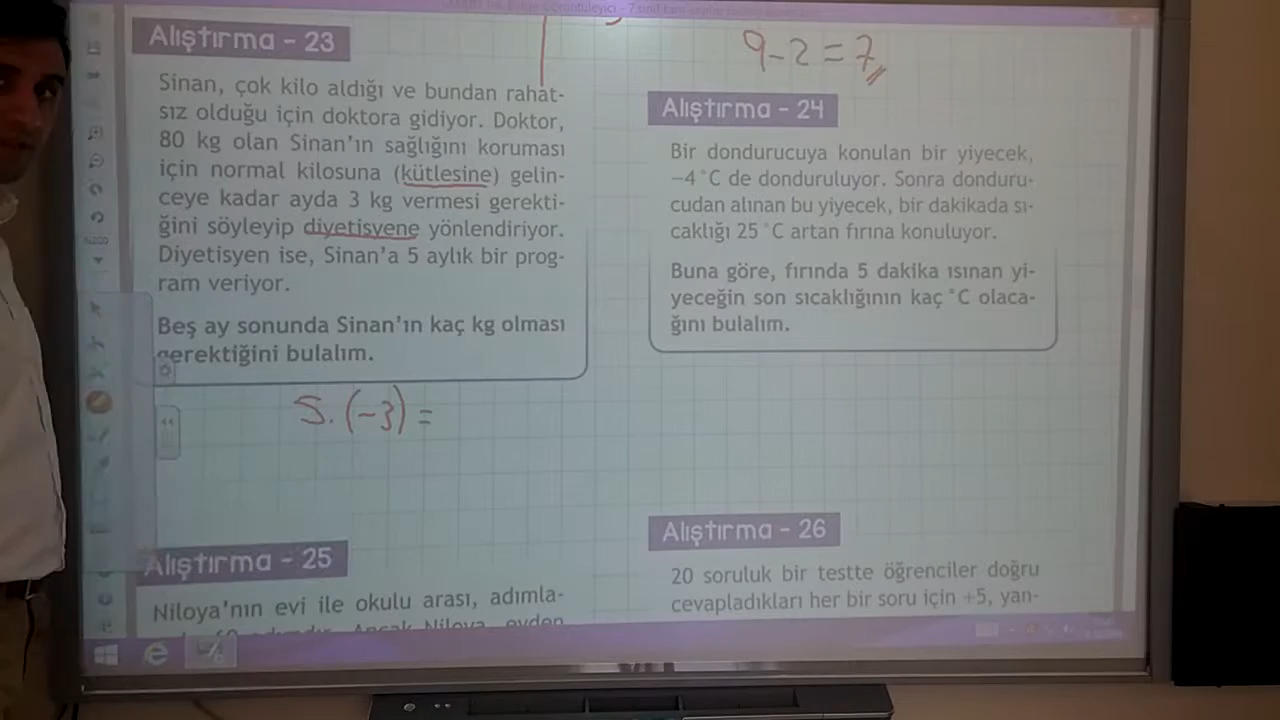 Alıştırma - 23
Sinan, çok kilo aldığı ve bundan rahat-
sız olduğu için doktora gidiyor. Doktor,
80 kg olan Sinan'ın sağlığını koruması
için normal kilosuna (kütlesine) gelin-
ceye kadar ayda 3 kg vermesi gerekti-
ğini söyleyip diyetisyene yönlendiriyor.
Diyetisyen ise, Sinan'a 5 aylık bir prog-
ram veriyor.
Beş ay sonunda Sinan'ın kaç kg olması
gerektiğini bulalım.
5. (-3) =
9-2=7
Alıştırma - 24
Bir dondurucuya konulan bir yiyecek,
-4 °C de donduruluyor. Sonra donduru-
cudan alınan bu yiyecek, bir dakikada sı-
caklığı 25 °C artan fırına konuluyor.
Buna göre, fırında 5 dakika ısınan yi-
yeceğin son sıcaklığının kaç °C olaca-
ğını bulalım.
Alıştırma - 25
Niloya'nın evi ile okulu arası, adımla-
Ancak Niloya, evden
Alıştırma - 26
20 soruluk bir testte öğrenciler doğru
cevapladıkları her bir soru için +5, yan-